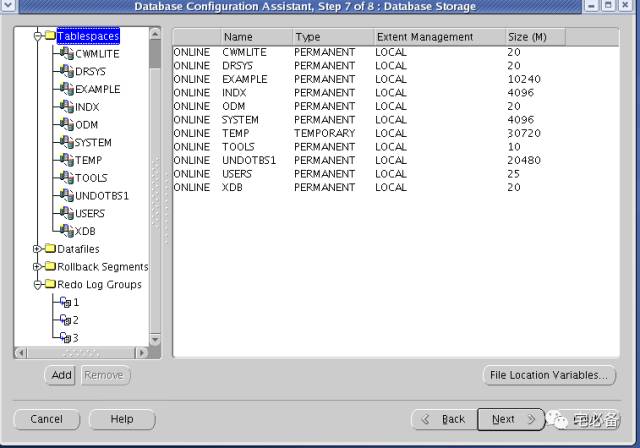 Database Configuration Assistant, Step 7 of 8 : Database Storage
Tablespaces
CWMLITE
DRSYS
EXAMPLE
INDX
ODM
SYSTEM
TEMP
TOOLS
UNDOTBS1
USERS
XDB
Datafiles
Rollback Segments
Redo Log Groups
1
2
3
Name Type Extent Management Size (M)
ONLINE CWMLITE PERMANENT LOCAL 20
ONLINE DRSYS PERMANENT LOCAL 20
ONLINE EXAMPLE PERMANENT LOCAL 10240
ONLINE INDX PERMANENT LOCAL 4096
ONLINE ODM PERMANENT LOCAL 20
ONLINE SYSTEM PERMANENT LOCAL 4096
ONLINE TEMP TEMPORARY LOCAL 30720
ONLINE TOOLS PERMANENT LOCAL 10
ONLINE UNDOTBS1 PERMANENT LOCAL 20480
ONLINE USERS PERMANENT LOCAL 25
ONLINE XDB PERMANENT LOCAL 20
Add Remove File Location Variables...
Cancel Help Back Next 宅必备